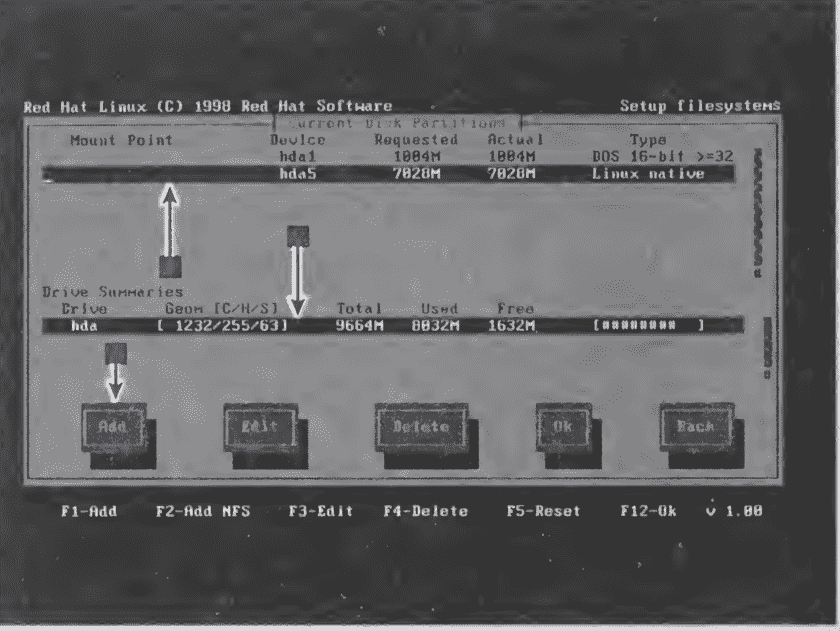 Red Hat Linux (C) 1998 Red Hat Software Setup filesystems
Current Disk Partitions
Mount Point Device Requested Actual Type
hda1 1004M 1004M DOS 16-bit >=32
hda5 7028M 7028M Linux native
Drive Summaries
Drive Geom [C/H/S] Total Used Free
hda [ 1232/255/63] 9664M 8032M 1632M [######## ]
Add Edit Delete Ok Back
F1-Add F2-Add NFS F3-Edit F4-Delete F5-Reset F12-Ok v 1.00